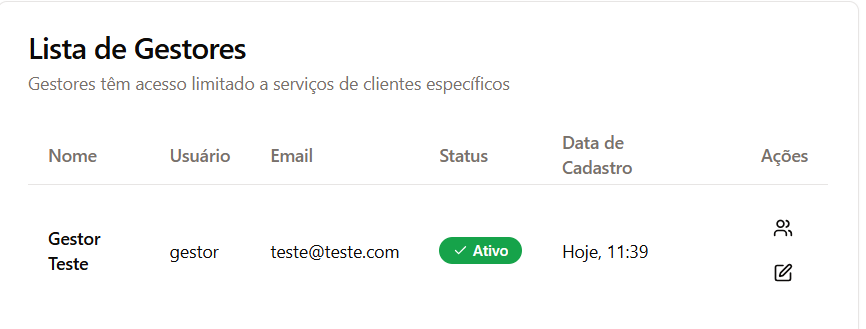 Lista de Gestores
Gestores têm acesso limitado a serviços de clientes específicos
Nome Usuário Email Status Data de Cadastro Ações
Gestor Teste gestor teste@teste.com Ativo Hoje, 11:39